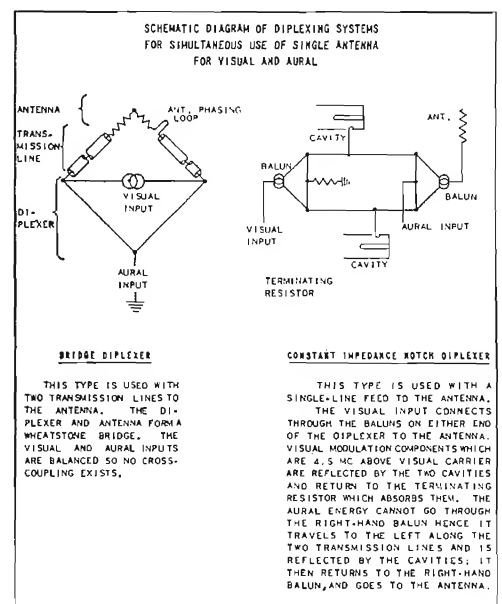 SCHEMATIC DIAGRAM OF DIPLEXING SYSTEMS
FOR SIMULTANEOUS USE OF SINGLE ANTENNA
FOR VISUAL AND AURAL
ANTENNA
ANT. PHASING
LOOP
TRANS-
MISSION-
LINE
VISUAL
INPUT
DI-
PLEXER
AURAL
INPUT
CAVITY
ANT.
BALUN
BALUN
VISUAL
INPUT
AURAL INPUT
CAVITY
TERMINATING
RESISTOR
BRIDGE DIPLEXER
THIS TYPE IS USED WITH
TWO TRANSMISSION LINES TO
THE ANTENNA. THE DI-
PLEXER AND ANTENNA FORM A
WHEATSTONE BRIDGE. THE
VISUAL AND AURAL INPUTS
ARE BALANCED SO NO CROSS-
COUPLING EXISTS.
CONSTANT IMPEDANCE NOTCH DIPLEXER
THIS TYPE IS USED WITH A
SINGLE-LINE FEED TO THE ANTENNA.
THE VISUAL INPUT CONNECTS
THROUGH THE BALUNS ON EITHER END
OF THE DIPLEXER TO THE ANTENNA.
VISUAL MODULATION COMPONENTS WHICH
ARE 4.5 MC ABOVE VISUAL CARRIER
ARE REFLECTED BY THE TWO CAVITIES
AND RETURN TO THE TERMINATING
RESISTOR WHICH ABSORBS THEM. THE
AURAL ENERGY CANNOT GO THROUGH
THE RIGHT-HAND BALUN HENCE IT
TRAVELS TO THE LEFT ALONG THE
TWO TRANSMISSION LINES AND IS
REFLECTED BY THE CAVITIES; IT
THEN RETURNS TO THE RIGHT-HAND
BALUN, AND GOES TO THE ANTENNA.